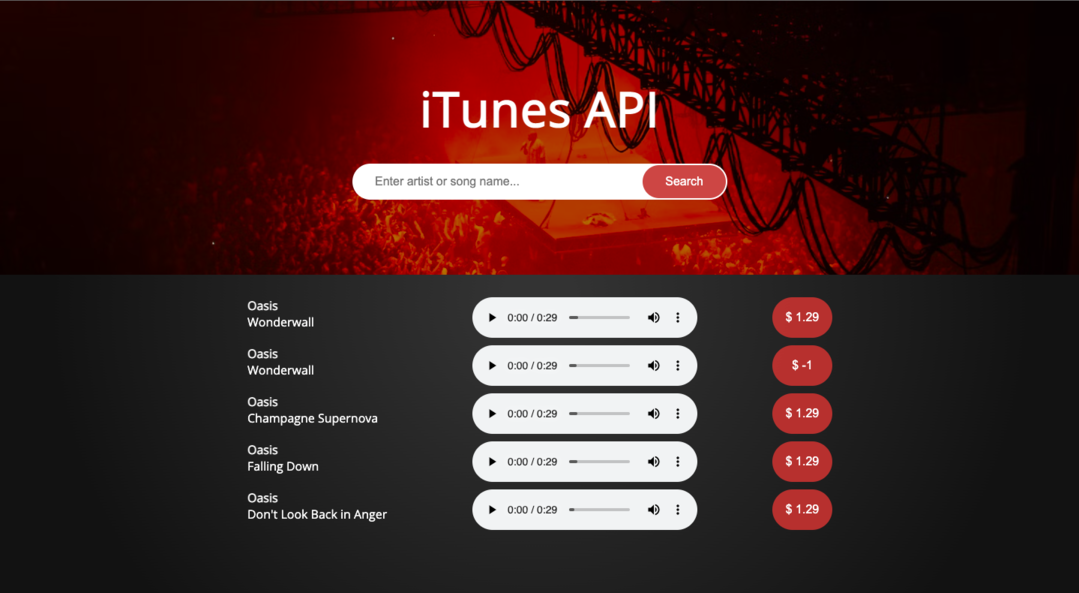 iTunes API
Enter artist or song name... Search
Oasis
Wonderwall
0:00 / 0:29
$ 1.29
Oasis
Wonderwall
0:00 / 0:29
$ -1
Oasis
Champagne Supernova
0:00 / 0:29
$ 1.29
Oasis
Falling Down
0:00 / 0:29
$ 1.29
Oasis
Don't Look Back in Anger
0:00 / 0:29
$ 1.29